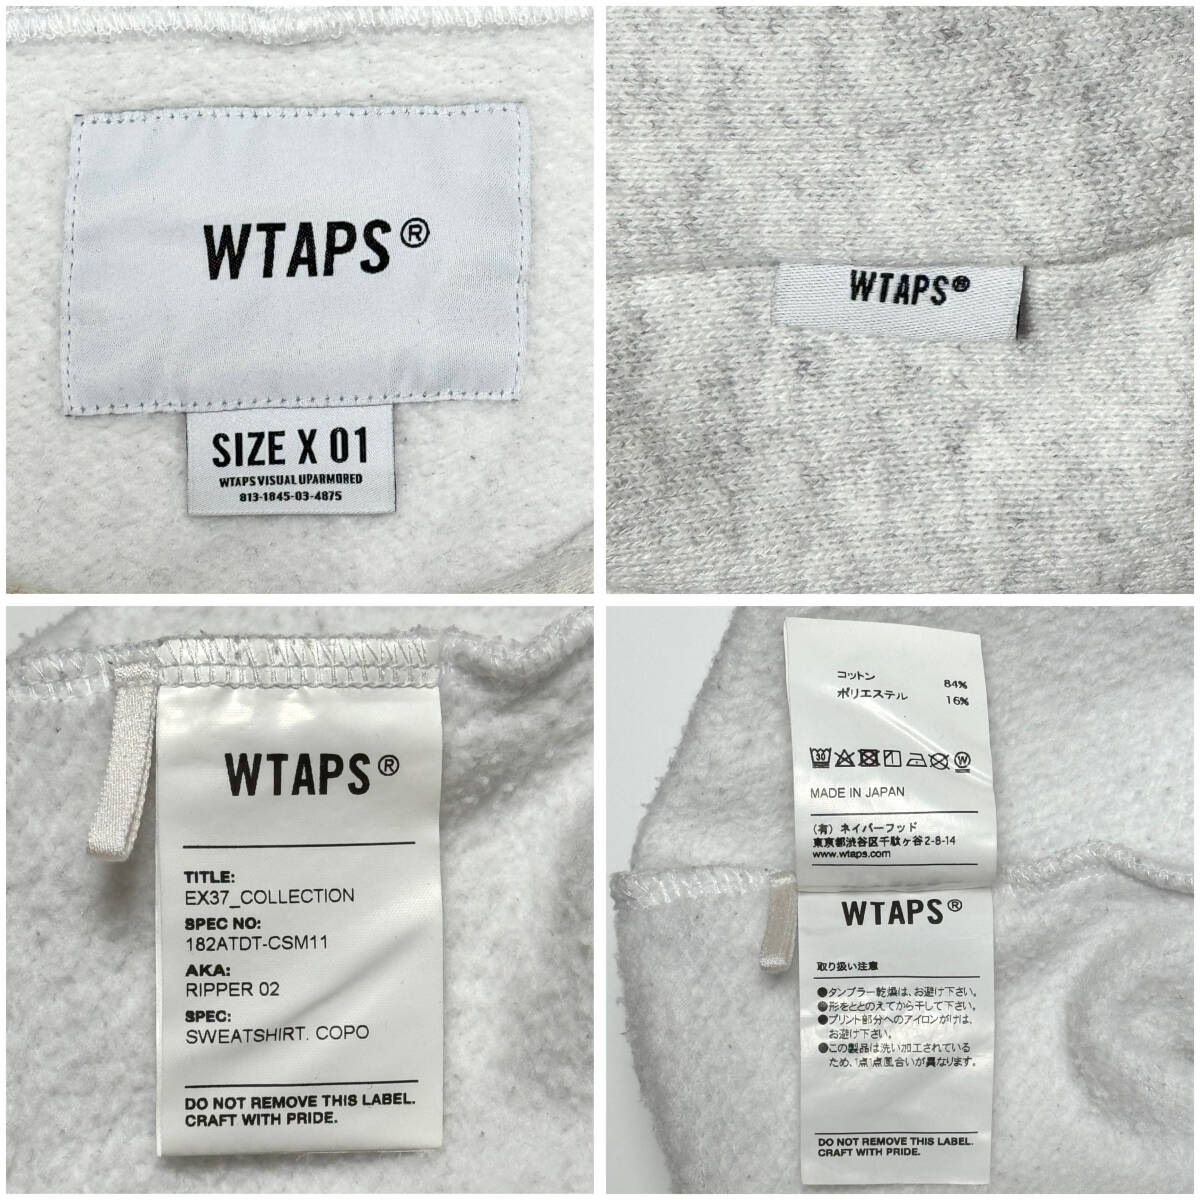 WTAPS®
SIZE X 01
WTAPS VISUAL UPARMORED
813-1845-03-4875
WTAPS®
WTAPS®
TITLE:
EX37_COLLECTION
SPEC NO:
182ATDT-CSM11
AKA:
RIPPER 02
SPEC:
SWEATSHIRT. COPO
DO NOT REMOVE THIS LABEL.
CRAFT WITH PRIDE.
コットン 84%
ポリエステル 16%
30 W
MADE IN JAPAN
(有) ネイバーフッド
東京都渋谷区千駄ヶ谷2-8-14
www.wtaps.com
WTAPS®
取り扱い注意
●タンブラー乾燥は、お避け下さい。
●形をととのえてから干して下さい。
●プリント部分へのアイロンがけは、
お避け下さい。
●この製品は洗い加工されている
ため、1点1点風合いが異なります。
DO NOT REMOVE THIS LABEL.
CRAFT WITH PRIDE.